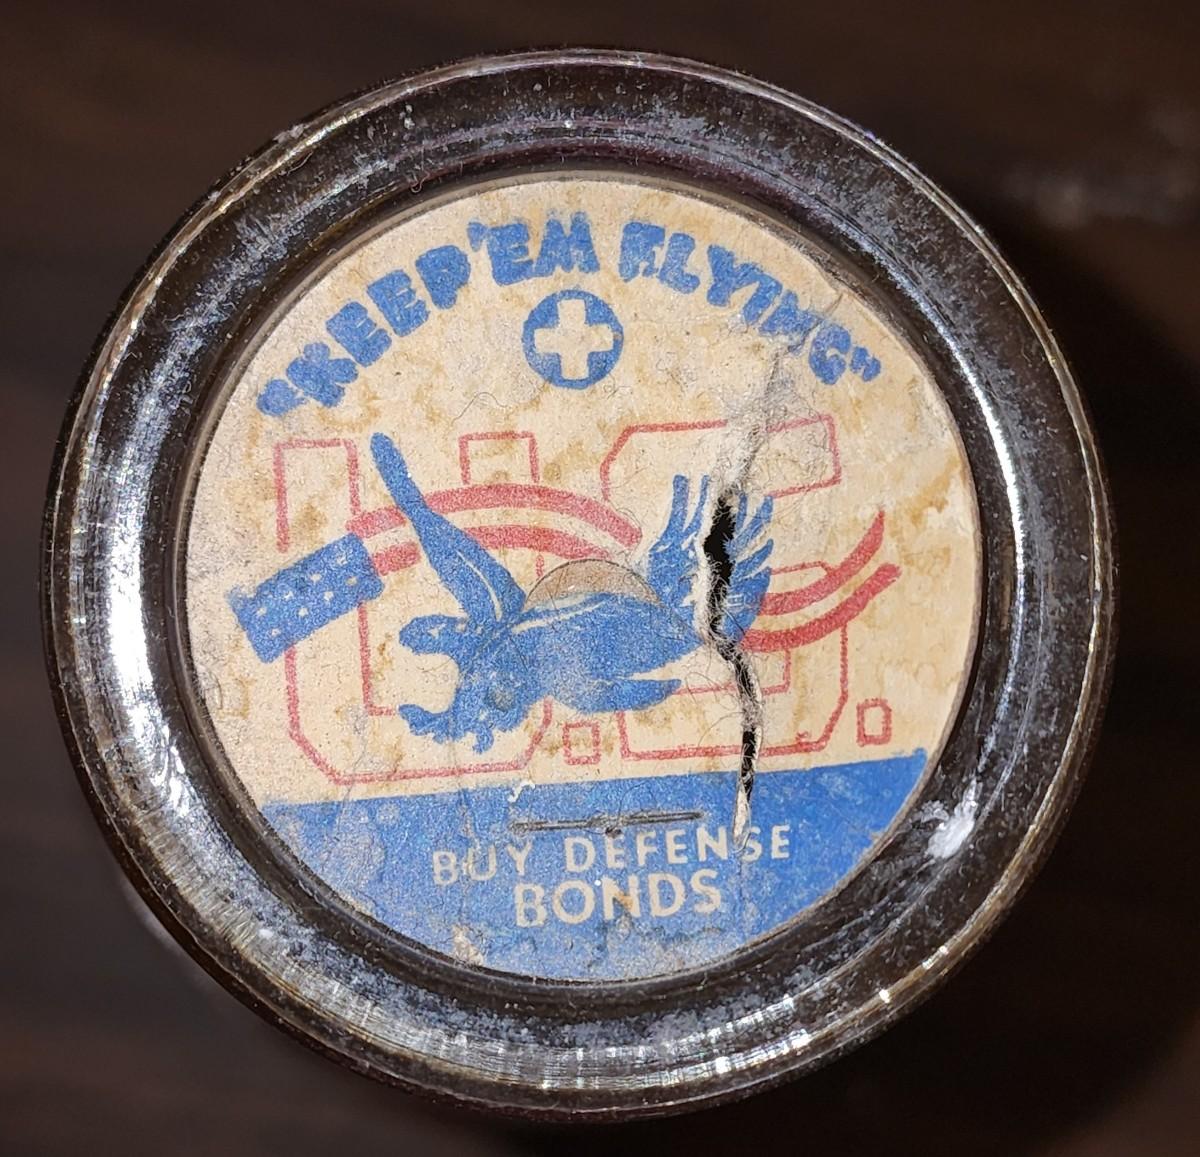 "KEEP 'EM FLYING"
U.S.
BUY DEFENSE
BONDS